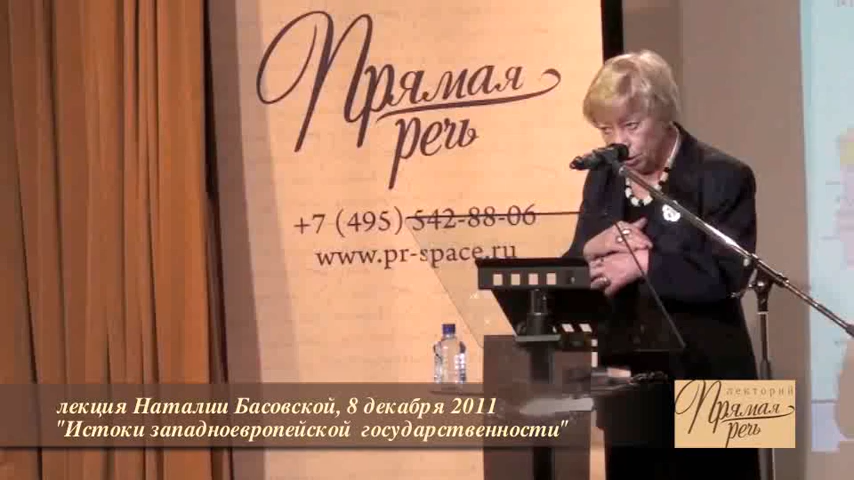 Прямая
речь
+7 (495) 542-88-06
www.pr-space.ru
лекция Наталии Басовской, 8 декабря 2011
"Истоки западноевропейской государственности"
лекторий
Прямая
речь